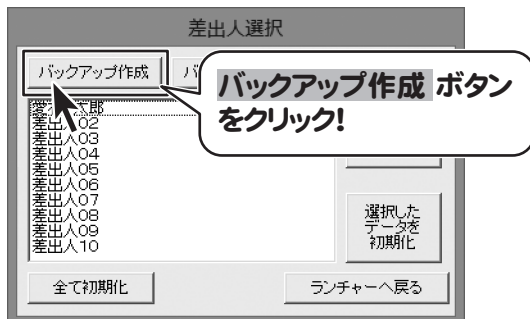 差出人選択
バックアップ作成
バックアップ作成 ボタン
をクリック!
太郎
差出人02
差出人03
差出人04
差出人05
差出人06
差出人07
差出人08
差出人09
差出人10
選択した
データを
初期化
全て初期化
ランチャーへ戻る